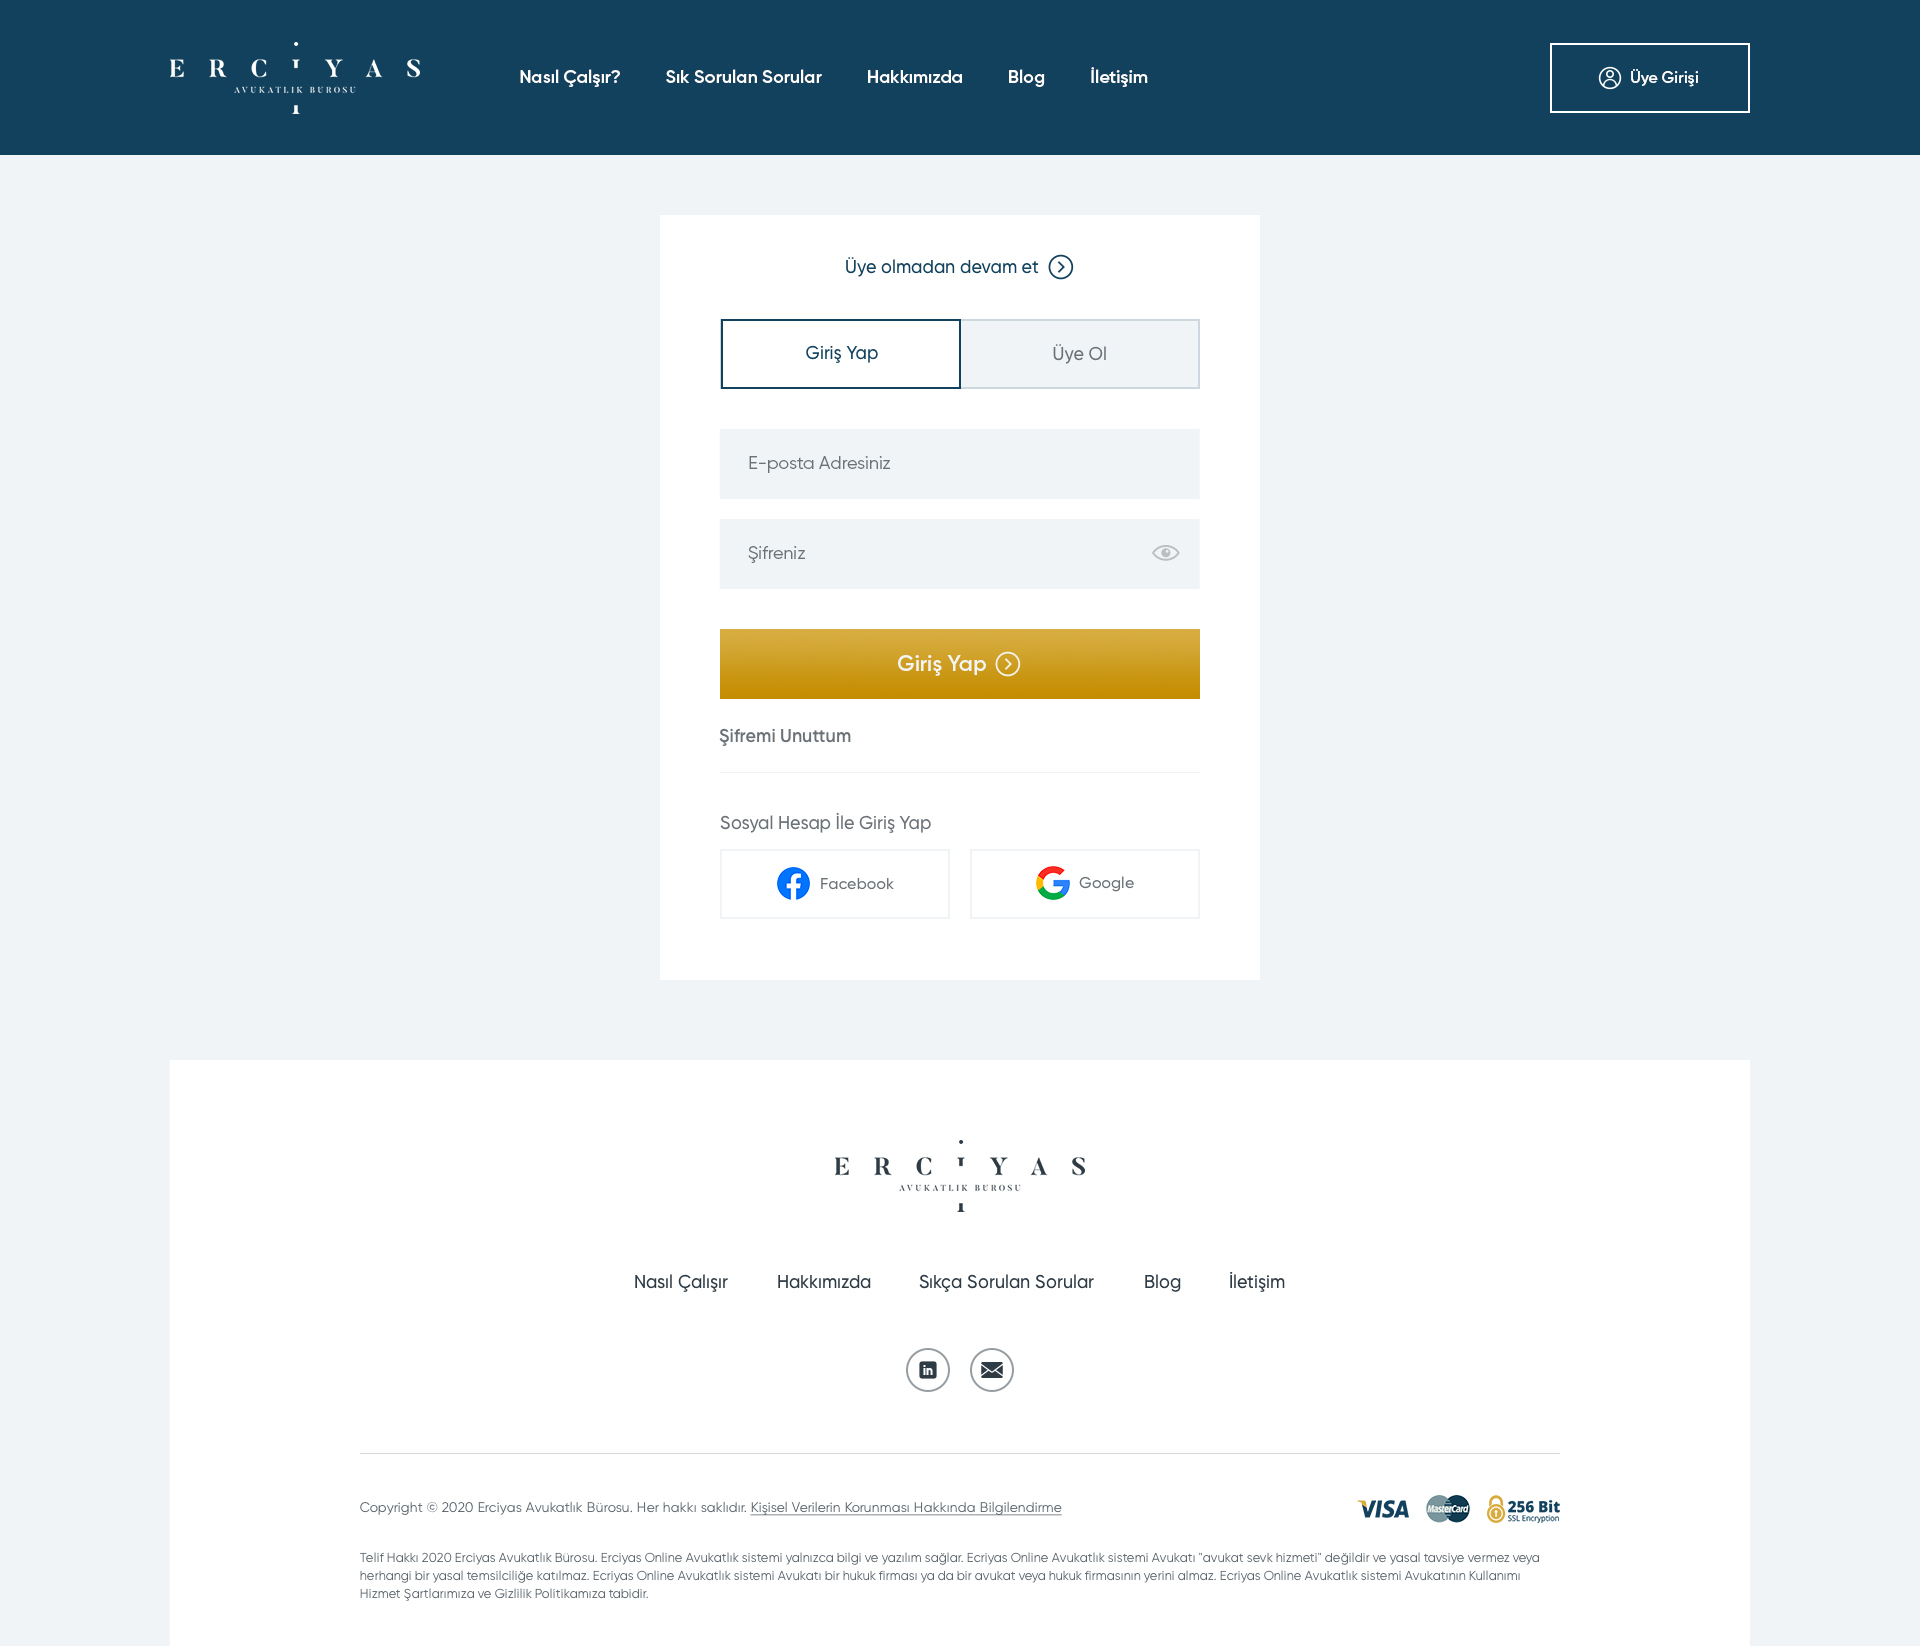 ERCIYAS
AVUKATLIK BÜROSU
Nasıl Çalşır?
Sık Sorulan Sorular
Hakkımızda
Blog
İletişim
Üye Girişi
Üye olmadan devam et
Giriş Yap
Üye Ol
E-posta Adresiniz
Şifreniz
Giriş Yap
Şifremi Unuttum
Sosyal Hesap İle Giriş Yap
Facebook
Google
ERCIYAS
AVUKATLIK BÜROSU
Nasıl Çalışır
Hakkımızda
Sıkça Sorulan Sorular
Blog
İletişim
in
Copyright © 2020 Erciyas Avukatlık Bürosu. Her hakkı saklıdır. Kişisel Verilerin Korunması Hakkında Bilgilendirme
VISA
MasterCard
256 Bit
SSL Encryption
Telif Hakkı 2020 Erciyas Avukatlık Bürosu. Erciyas Online Avukatlık sistemi yalnızca bilgi ve yazılım sağlar. Ecriyas Online Avukatlık sistemi Avukatı "avukat sevk hizmeti" değildir ve yasal tavsiye vermez veya
herhangi bir yasal temsilciliğe katılmaz. Ecriyas Online Avukatlık sistemi Avukatı bir hukuk firması ya da bir avukat veya hukuk firmasının yerini almaz. Ecriyas Online Avukatlık sistemi Avukatının Kullanımı
Hizmet Şartlarımıza ve Gizlilik Politikamıza tabidir.